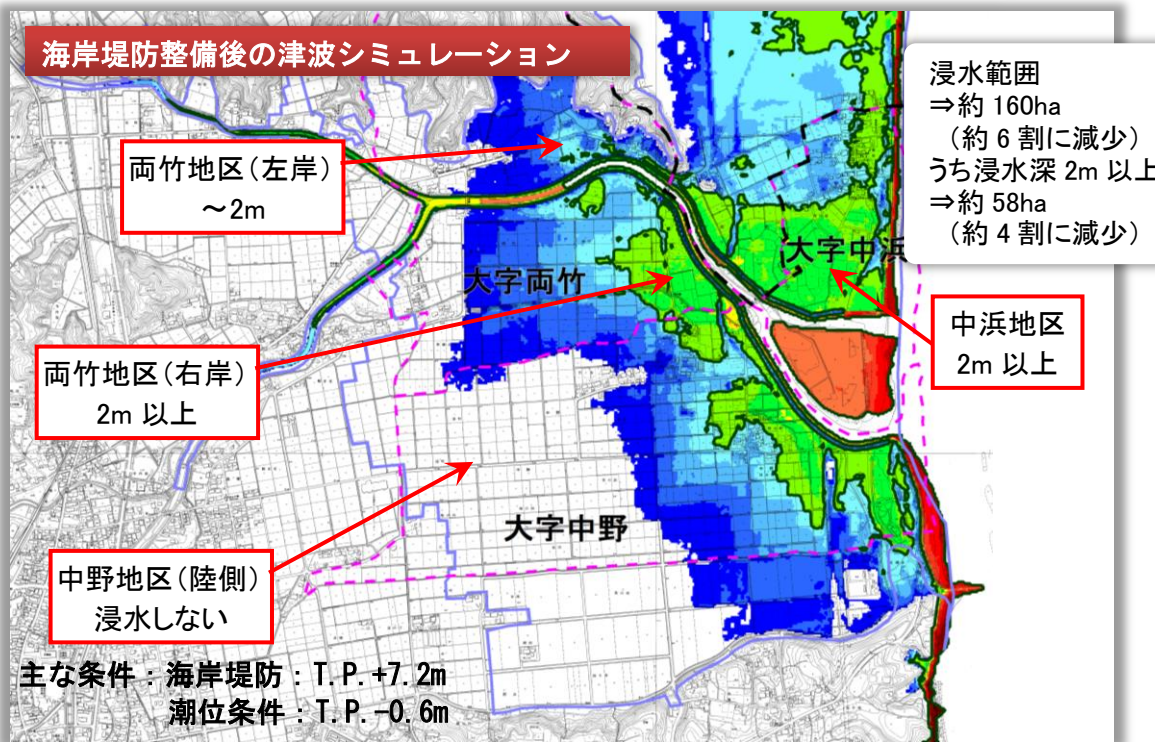 海岸堤防整備後の津波シミュレーション
浸水範囲
⇒約 160ha
（約 6 割に減少）
うち浸水深 2m 以上
⇒約 58ha
（約 4 割に減少）
両竹地区（左岸）
～2m
大字中浜
大字両竹
中浜地区
2m 以上
両竹地区（右岸）
2m 以上
大字中野
中野地区（陸側）
浸水しない
主な条件：海岸堤防：T.P.+7.2m
潮位条件：T.P.-0.6m